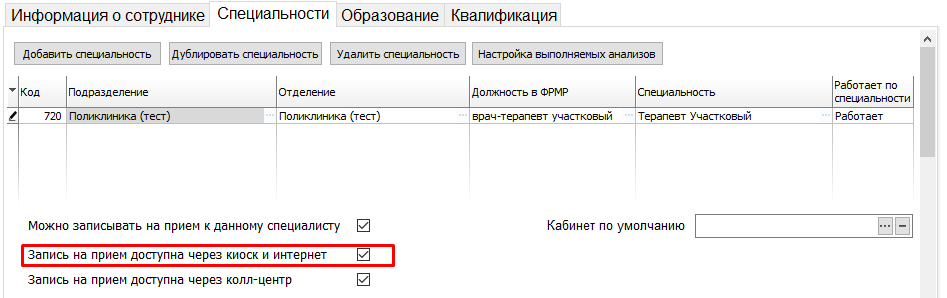 Информация о сотруднике Специальности Образование Квалификация
Добавить специальность Дублировать специальность Удалить специальность Настройка выполняемых анализов
Код Подразделение Отделение Должность в ФРМР Специальность Работает по специальности
720 Поликлиника (тест) ... Поликлиника (тест) ... врач-терапевт участковый Терапевт Участковый ... Работает
Можно записывать на прием к данному специалисту Кабинет по умолчанию ...
Запись на прием доступна через киоск и интернет
Запись на прием доступна через колл-центр